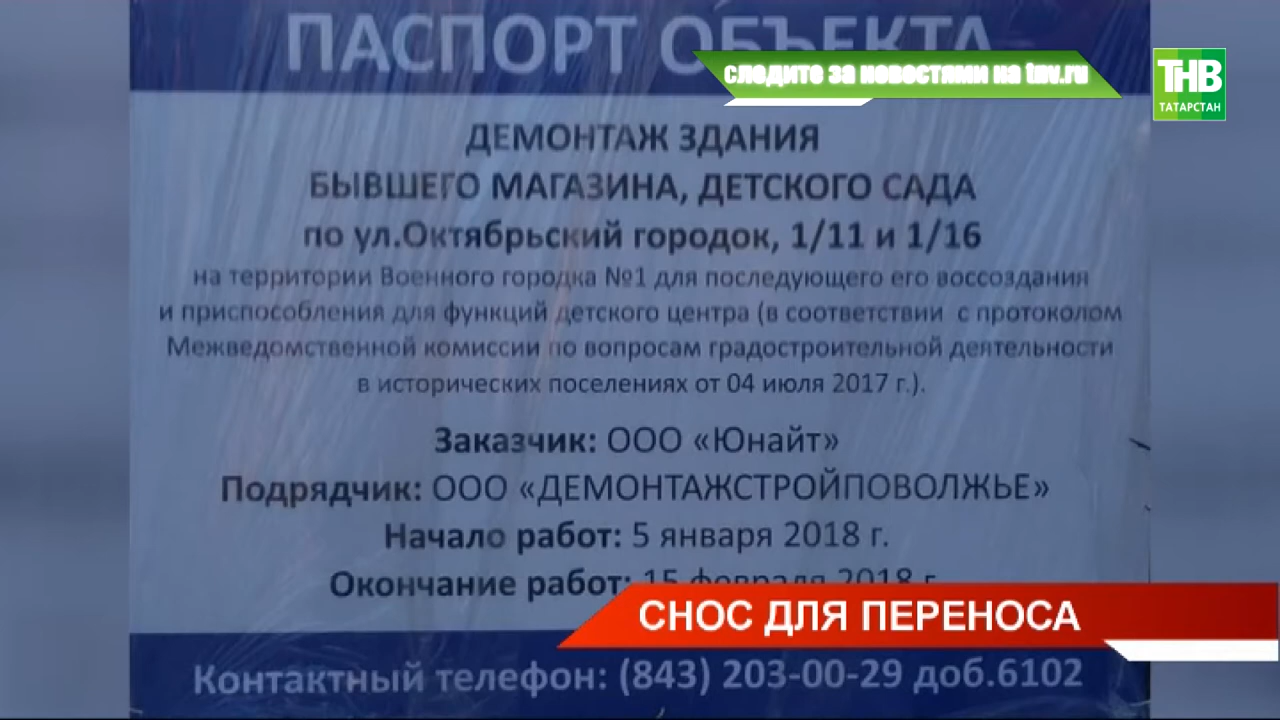 ПАСПОРТ ОБЪЕКТА
следите за новостями на tnv.ru
ТНВ
ТАТАРСТАН
ДЕМОНТАЖ ЗДАНИЯ
БЫВШЕГО МАГАЗИНА, ДЕТСКОГО САДА
по ул.Октябрьский городок, 1/11 и 1/16
на территории Военного городка №1 для последующего его воссоздания
и приспособления для функций детского центра (в соответствии с протоколом
Межведомственной комиссии по вопросам градостроительной деятельности
в исторических поселениях от 04 июля 2017 г.).
Заказчик: ООО «Юнайт»
Подрядчик: ООО «ДЕМОНТАЖСТРОЙПОВОЛЖЬЕ»
Начало работ: 5 января 2018 г.
Окончание работ: 15 февраля 2018 г.
СНОС ДЛЯ ПЕРЕНОСА
Контактный телефон: (843) 203-00-29 доб.6102